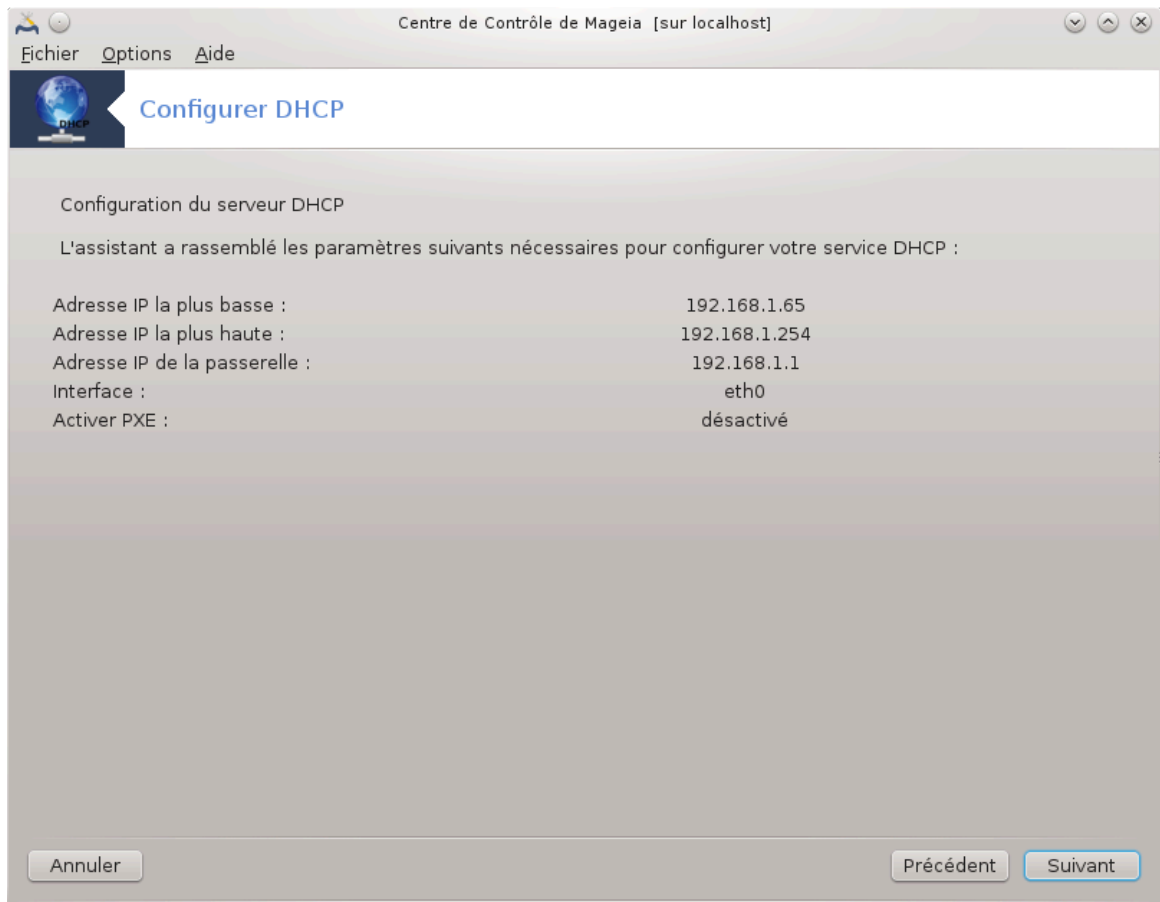 Centre de Contrôle de Mageia [sur localhost]
Fichier Options Aide
DHCP
Configurer DHCP
Configuration du serveur DHCP
L'assistant a rassemblé les paramètres suivants nécessaires pour configurer votre service DHCP :
Adresse IP la plus basse : 192.168.1.65
Adresse IP la plus haute : 192.168.1.254
Adresse IP de la passerelle : 192.168.1.1
Interface : eth0
Activer PXE : désactivé
Annuler Précédent Suivant